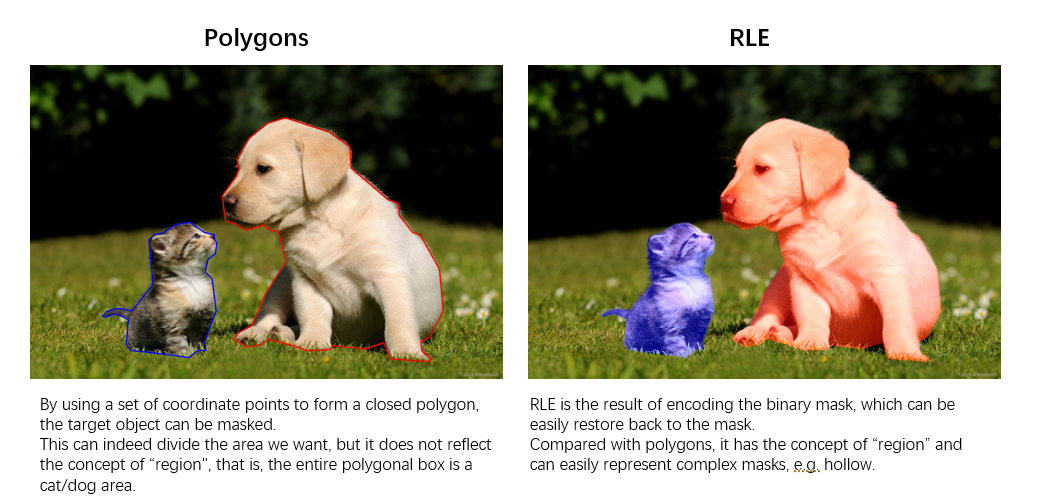 Polygons
RLE
By using a set of coordinate points to form a closed polygon,
the target object can be masked.
This can indeed divide the area we want, but it does not reflect
the concept of “region", that is, the entire polygonal box is a
cat/dog area.
RLE is the result of encoding the binary mask, which can be
easily restore back to the mask.
Compared with polygons, it has the concept of “region” and
can easily represent complex masks, e.g. hollow.